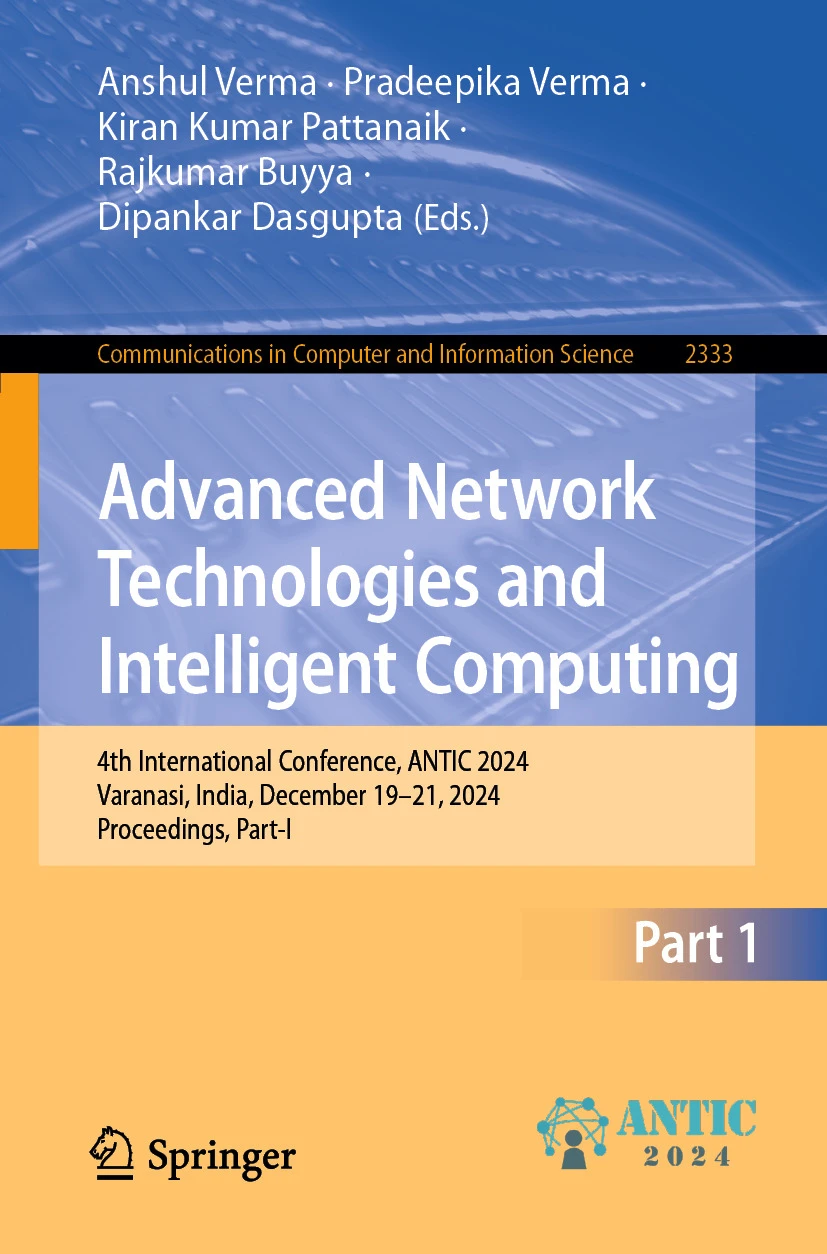 Anshul Verma · Pradeepika Verma ·
Kiran Kumar Pattanaik ·
Rajkumar Buyya ·
Dipankar Dasgupta (Eds.)
Communications in Computer and Information Science 2333
Advanced Network
Technologies and
Intelligent Computing
4th International Conference, ANTIC 2024
Varanasi, India, December 19–21, 2024
Proceedings, Part-I
Part 1
Springer
ANTIC
2024